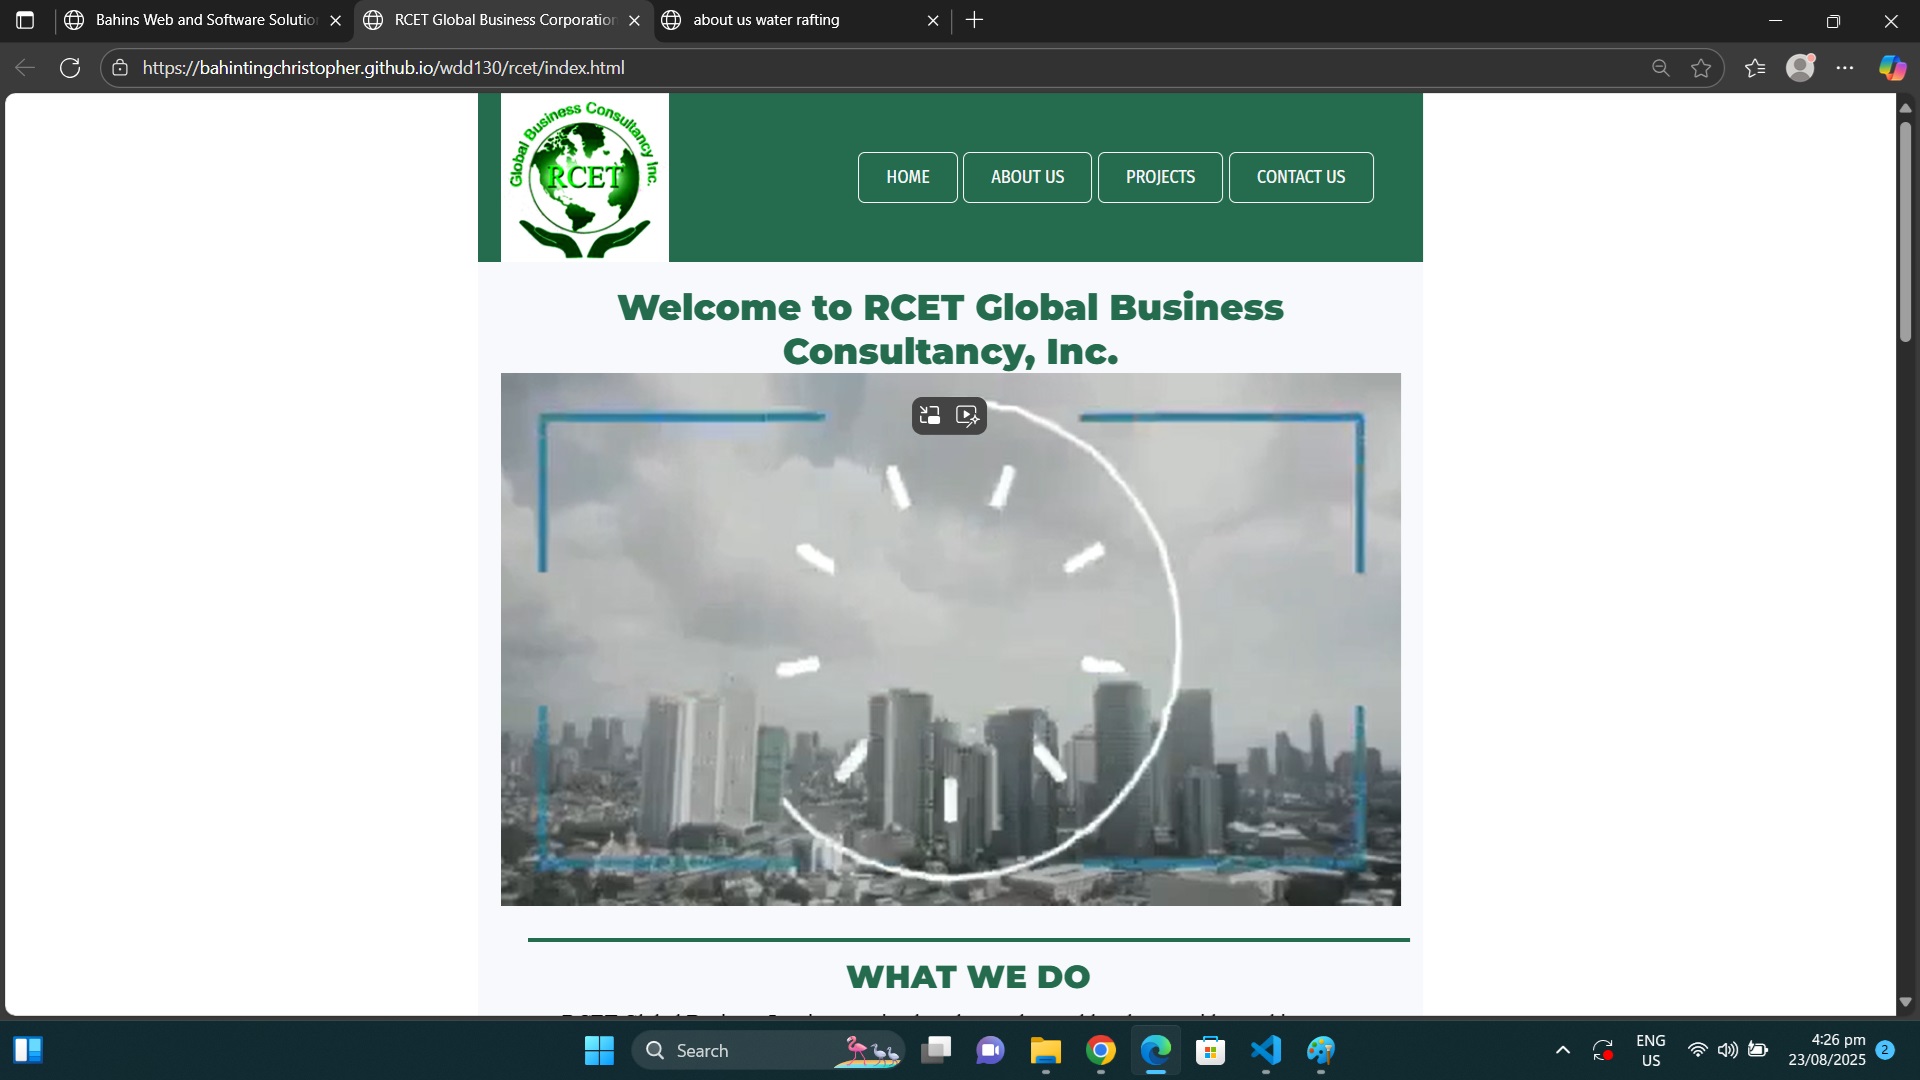 Bahins Web and Software Solutio
RCET Global Business Corporation
about us water rafting
https://bahintingchristopher.github.io/wdd130/rcet/index.html
Global Business Consultancy Inc.
RCET
HOME
ABOUT US
PROJECTS
CONTACT US
Welcome to RCET Global Business
Consultancy, Inc.
WHAT WE DO
Search
ENG
US
4:26 pm
23/08/2025
2